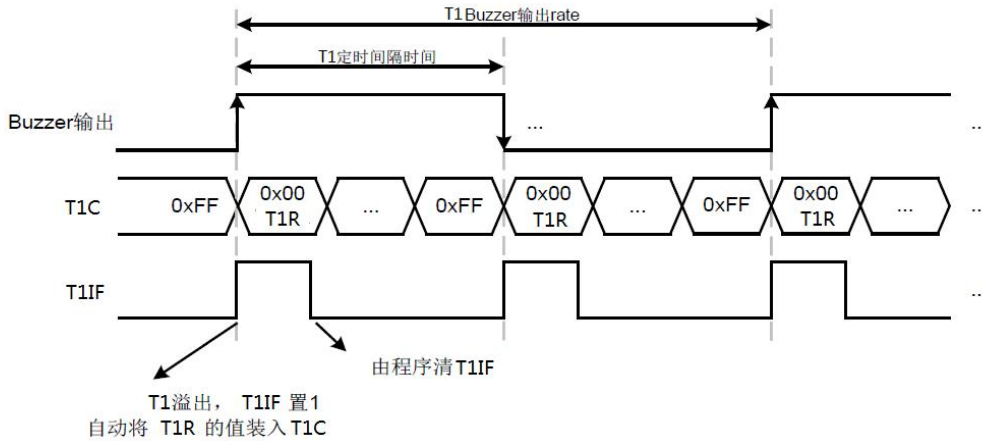 T1Buzzer输出rate
T1定时间隔时间
Buzzer输出
...
..
T1C
0xFF
0x00
T1R
...
0xFF
0x00
T1R
...
0xFF
0x00
T1R
...
..
T1IF
..
由程序清T1IF
T1溢出， T1IF 置1
自动将 T1R 的值装入T1C